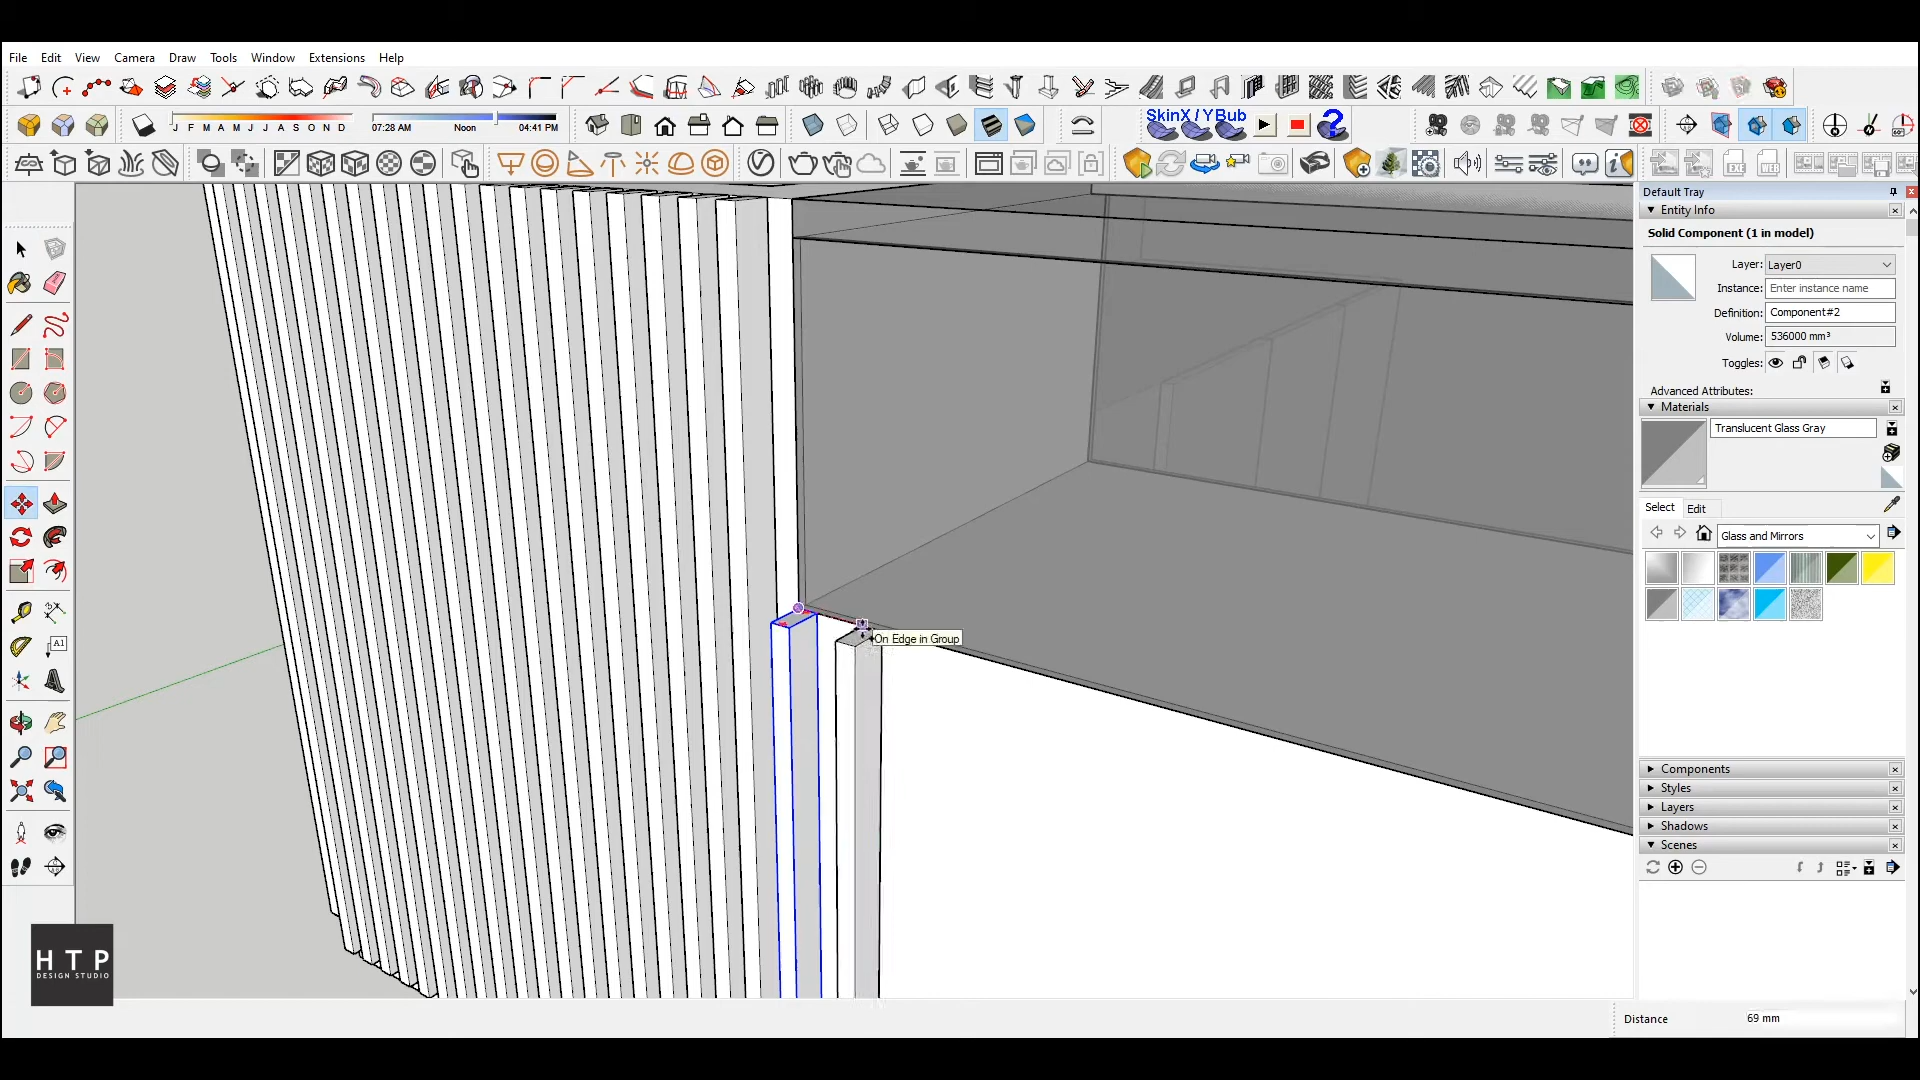 File Edit View Camera Draw Tools Window Extensions Help
J F M A M J J A S O N D
07:28 AM Noon 04:41 PM
SkinX / YBub
Default Tray
Entity Info
Solid Component (1 in model)
Layer: Layer0
Instance: Enter instance name
Definition: Component#2
Volume: 536000 mm³
Toggles:
Advanced Attributes:
Materials
Translucent Glass Gray
Select Edit
Glass and Mirrors
On Edge in Group
A1
Components
Styles
Layers
Shadows
Scenes
HTP
DESIGN STUDIO
Distance 69 mm